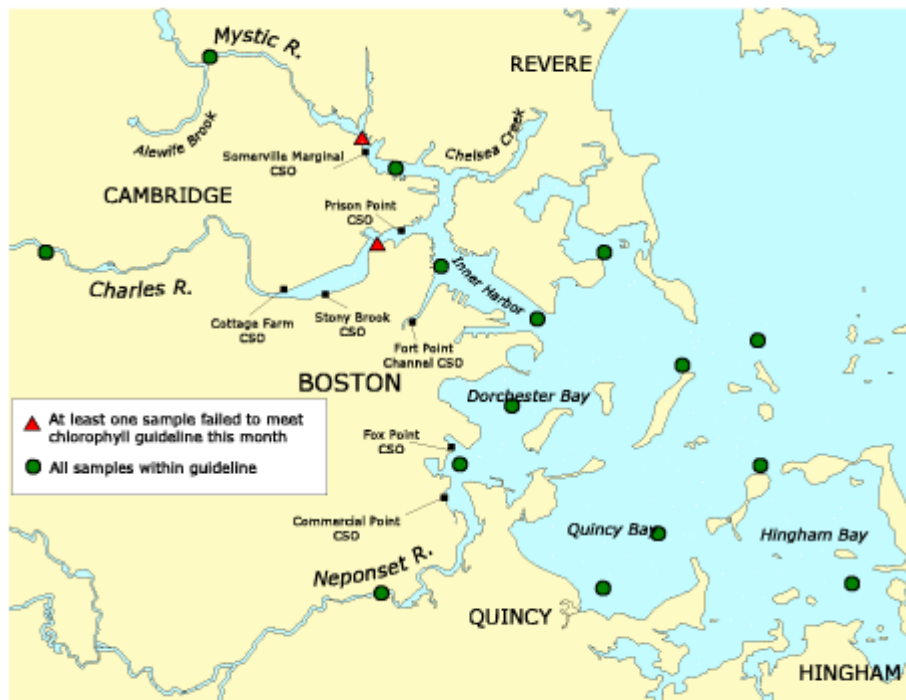 Mystic R.
REVERE
Alewife Brook
Chelsea Creek
Somerville Marginal
CSO
CAMBRIDGE
Prison Point
CSO
Charles R.
Inner Harbor
Cottage Farm
CSO
Stony Brook
CSO
Fort Point
Channel CSO
BOSTON
Dorchester Bay
At least one sample failed to meet
chlorophyll guideline this month
All samples within guideline
Fox Point
CSO
Commercial Point
CSO
Quincy Bay
Hingham Bay
Neponset R.
QUINCY
HINGHAM